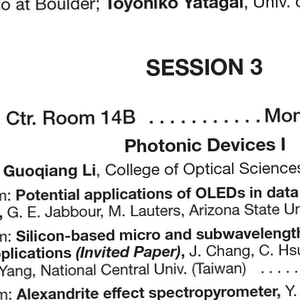 at Boulder; Toyohiko Yatagai, Univ.
SESSION 3
Ctr. Room 14B ...........Mon
Photonic Devices I
Guoqiang Li, College of Optical Sciences
m: Potential applications of OLEDs in data
, G. E. Jabbour, M. Lauters, Arizona State Un
m: Silicon-based micro and subwavelength
plications (Invited Paper), J. Chang, C. Hsu
Yang, National Central Univ. (Taiwan) .....
m: Alexandrite effect spectropyrometer, Y.